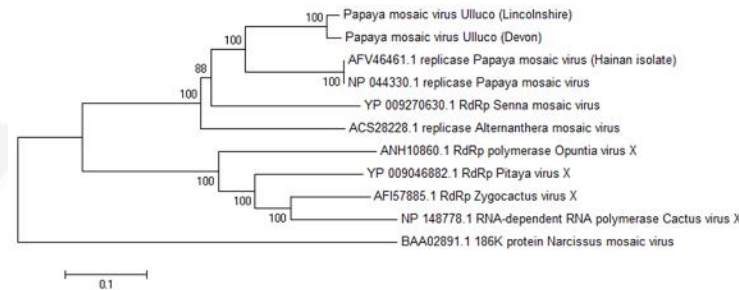 100
Papaya mosaic virus Ulluco (Lincolnshire)
100
Papaya mosaic virus Ulluco (Devon)
AFV46461.1 replicase Papaya mosaic virus (Hainan isolate)
88
100
NP 044330.1 replicase Papaya mosaic virus
100
YP 009270630.1 RdRp Senna mosaic virus
ACS28228.1 replicase Alternanthera mosaic virus
ANH10860.1 RdRp polymerase Opuntia virus X
100
YP 009046882.1 RdRp Pitaya virus X
100
AFI57885.1 RdRp Zygocactus virus X
100
NP 148778.1 RNA-dependent RNA polymerase Cactus virus X
BAA02891.1 186K protein Narcissus mosaic virus
0.1